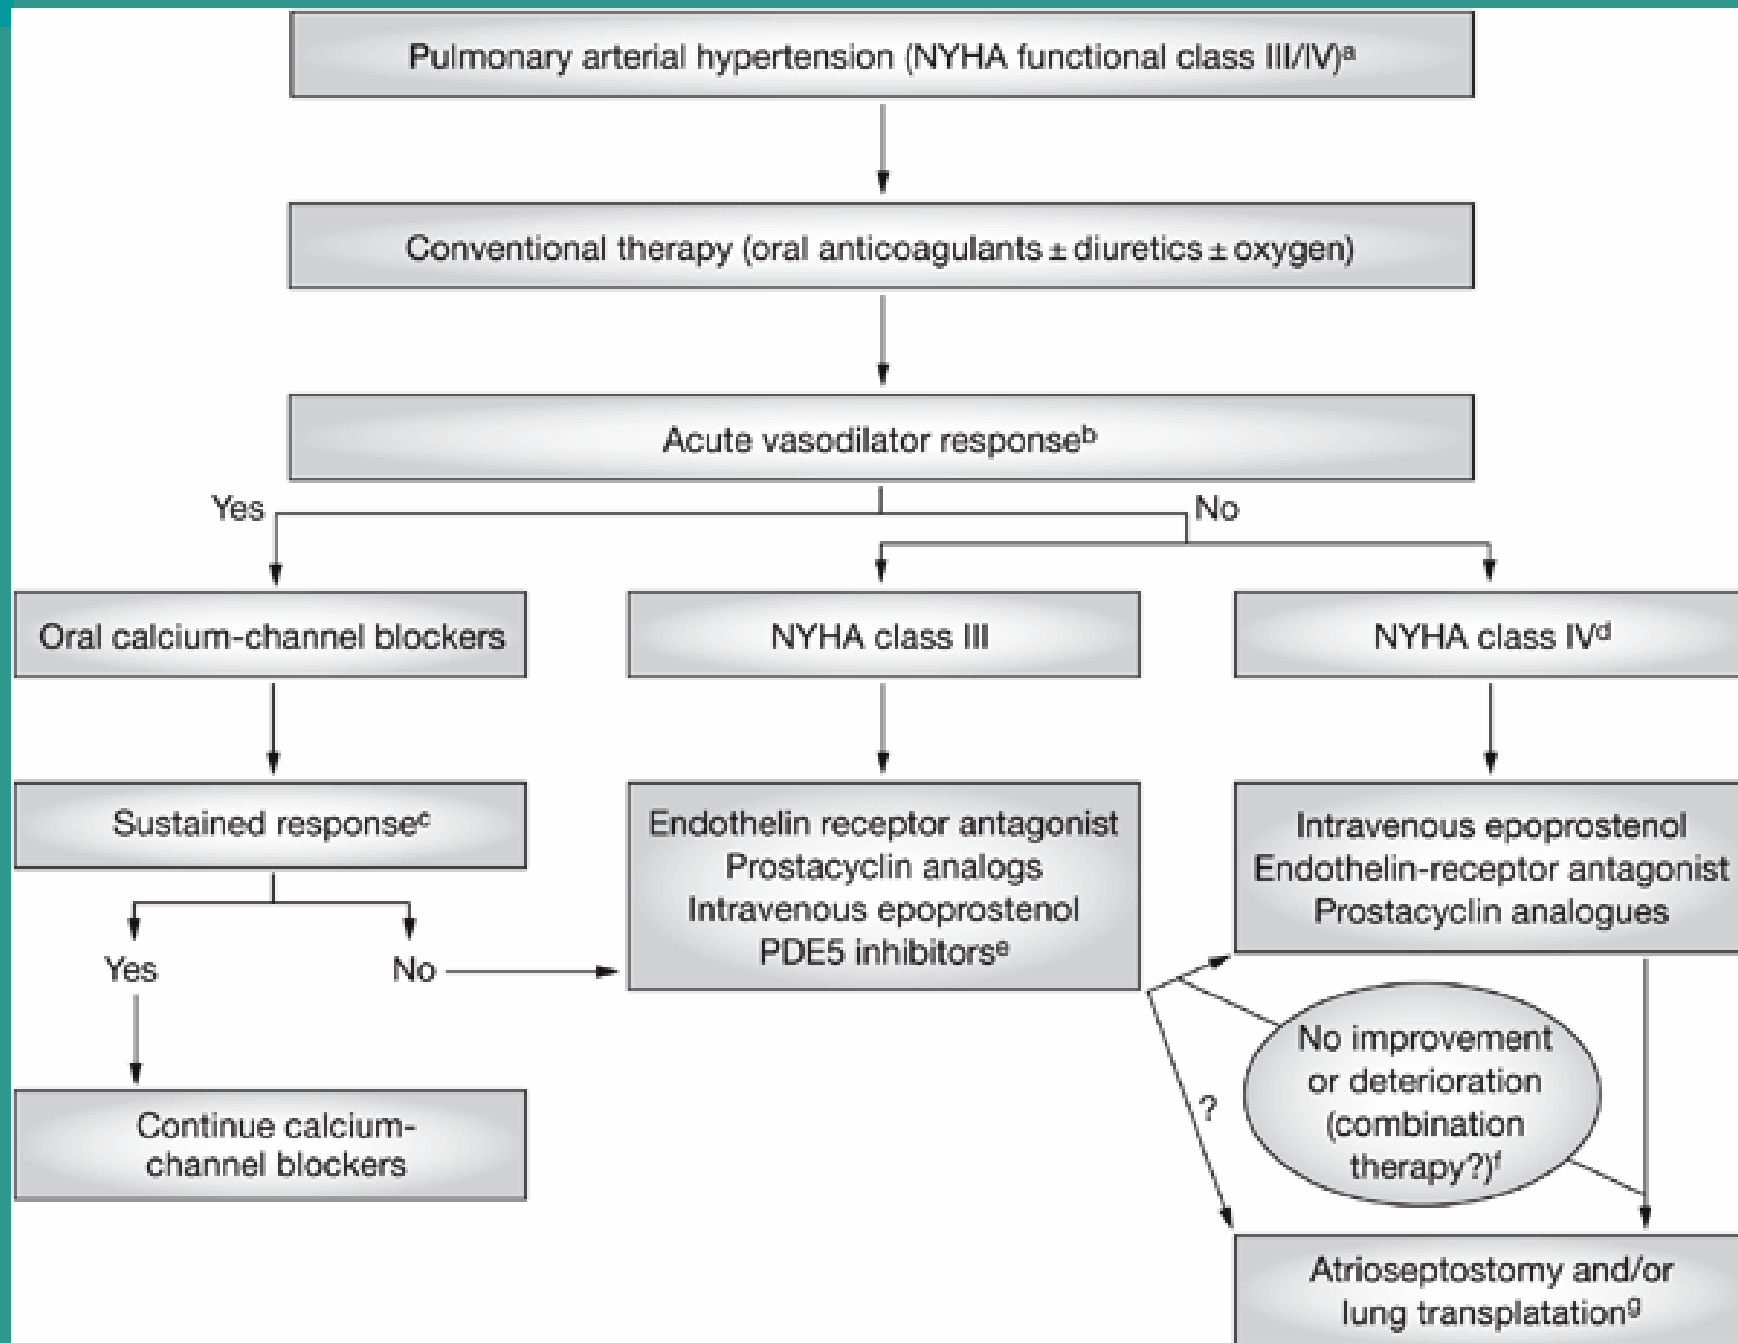 Pulmonary arterial hypertension (NYHA functional class III/IV)ᵃ
Conventional therapy (oral anticoagulants ± diuretics ± oxygen)
Acute vasodilator responseᵇ
Yes
No
Oral calcium-channel blockers
NYHA class III
NYHA class IVᵈ
Sustained responseᶜ
Endothelin receptor antagonist
Prostacyclin analogs
Intravenous epoprostenol
PDE5 inhibitorsᵉ
Intravenous epoprostenol
Endothelin-receptor antagonist
Prostacyclin analogues
Yes
No
No improvement
or deterioration
(combination
therapy?)ᶠ
?
Continue calcium-
channel blockers
Atrioseptostomy and/or
lung transplatationᵍ